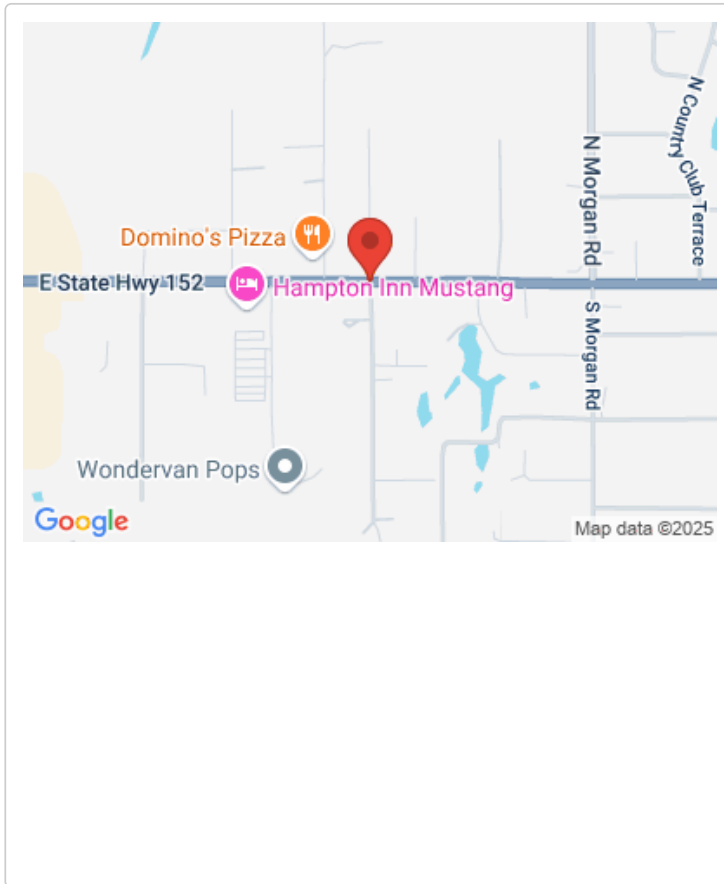 N Country Club Terrace
N Morgan Rd
Domino's Pizza
E State Hwy 152
Hampton Inn Mustang
S Morgan Rd
Wondervan Pops
Google
Map data ©2025